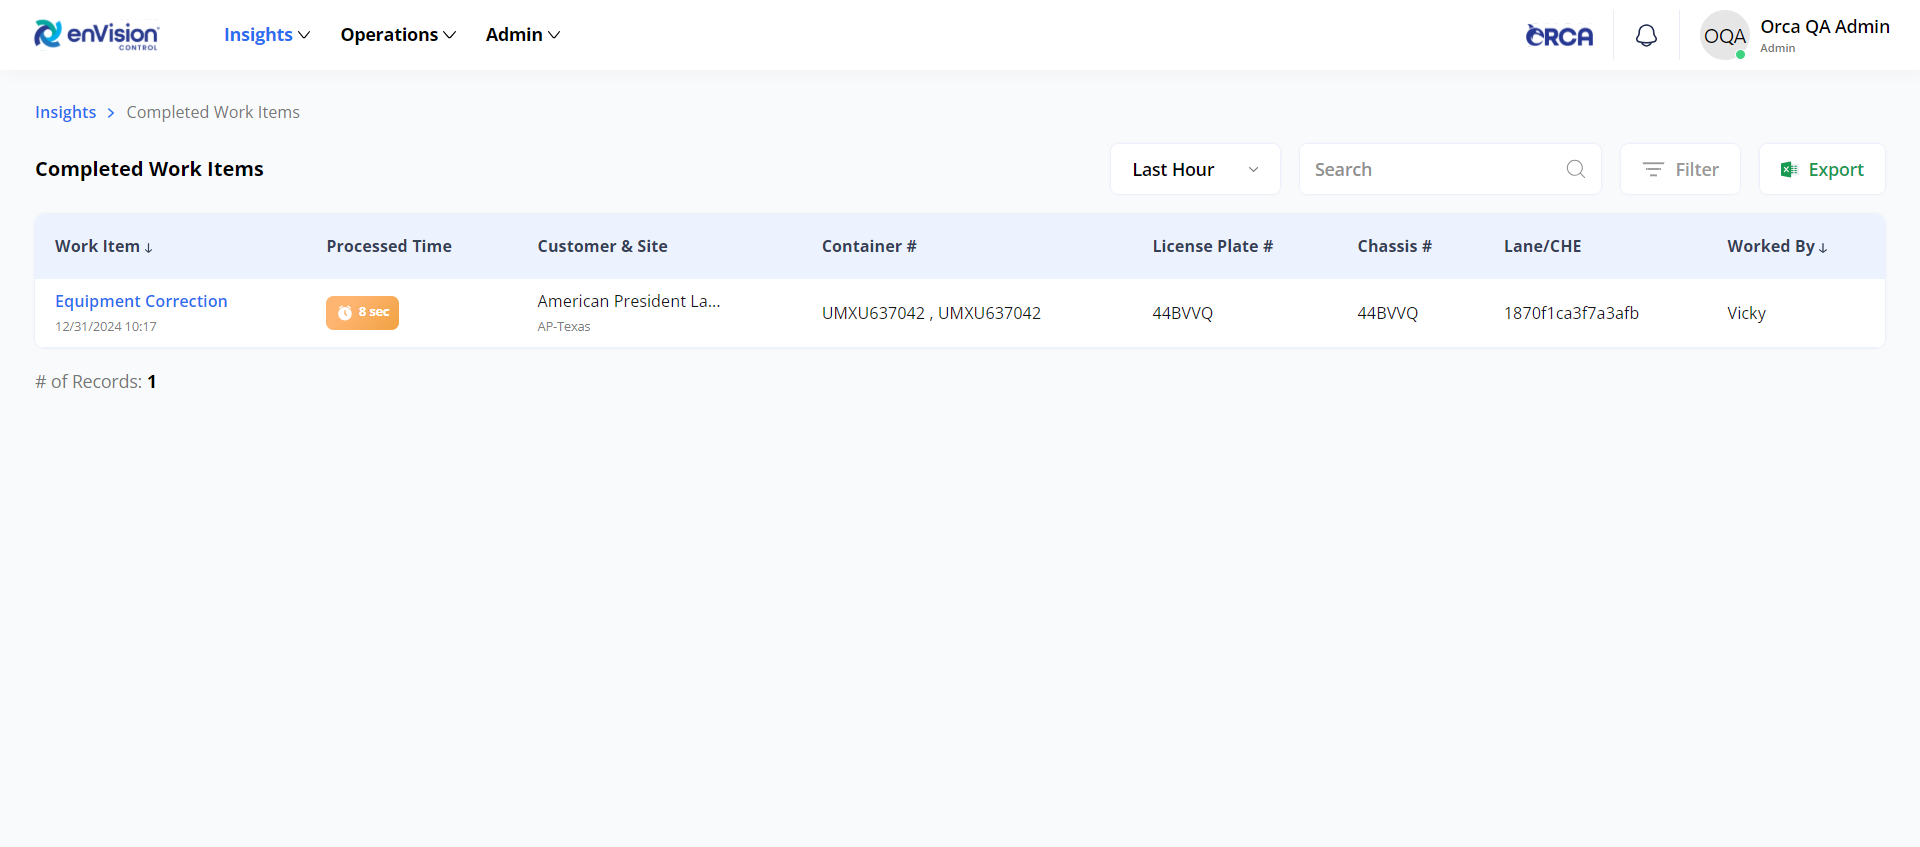 enVision CONTROL
Insights Operations Admin
ORCA
OQA
Orca QA Admin
Admin
Insights > Completed Work Items
Completed Work Items
Last Hour
Search
Filter
Export
Work Item ↓ Processed Time Customer & Site Container # License Plate # Chassis # Lane/CHE Worked By ↓
Equipment Correction
12/31/2024 10:17
8 sec
American President La...
AP-Texas
UMXU637042 , UMXU637042
44BVVQ
44BVVQ
1870f1ca3f7a3afb
Vicky
# of Records: 1